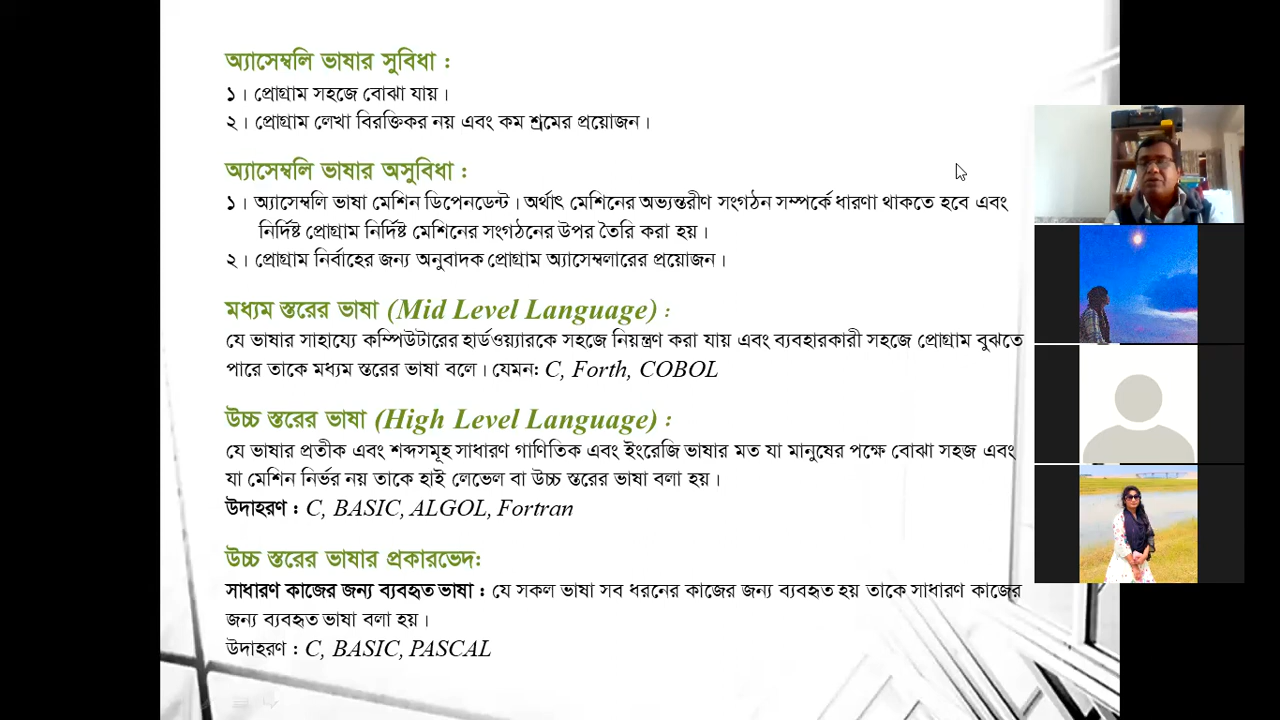 অ্যাসেম্বলি ভাষার সুবিধা :
১। প্রোগ্রাম সহজে বোঝা যায়।
২। প্রোগ্রাম লেখা বিরক্তিকর নয় এবং কম শ্রমের প্রয়োজন।
অ্যাসেম্বলি ভাষার অসুবিধা :
১। অ্যাসেম্বলি ভাষা মেশিন ডিপেনডেন্ট। অর্থাৎ মেশিনের অভ্যন্তরীণ সংগঠন সম্পর্কে ধারণা থাকতে হবে এবং
নির্দিষ্ট প্রোগ্রাম নির্দিষ্ট মেশিনের সংগঠনের উপর তৈরি করা হয়।
২। প্রোগ্রাম নির্বাহের জন্য অনুবাদক প্রোগ্রাম অ্যাসেম্বলারের প্রয়োজন।
মধ্যম স্তরের ভাষা (Mid Level Language) :
যে ভাষার সাহায্যে কম্পিউটারের হার্ডওয়্যারকে সহজে নিয়ন্ত্রণ করা যায় এবং ব্যবহারকারী সহজে প্রোগ্রাম বুঝতে
পারে তাকে মধ্যম স্তরের ভাষা বলে। যেমন: C, Forth, COBOL
উচ্চ স্তরের ভাষা (High Level Language) :
যে ভাষার প্রতীক এবং শব্দসমূহ সাধারণ গাণিতিক এবং ইংরেজি ভাষার মত যা মানুষের পক্ষে বোঝা সহজ এবং
যা মেশিন নির্ভর নয় তাকে হাই লেভেল বা উচ্চ স্তরের ভাষা বলা হয়।
উদাহরণ : C, BASIC, ALGOL, Fortran
উচ্চ স্তরের ভাষার প্রকারভেদ:
সাধারণ কাজের জন্য ব্যবহৃত ভাষা : যে সকল ভাষা সব ধরনের কাজের জন্য ব্যবহৃত হয় তাকে সাধারণ কাজের
জন্য ব্যবহৃত ভাষা বলা হয়।
উদাহরণ : C, BASIC, PASCAL